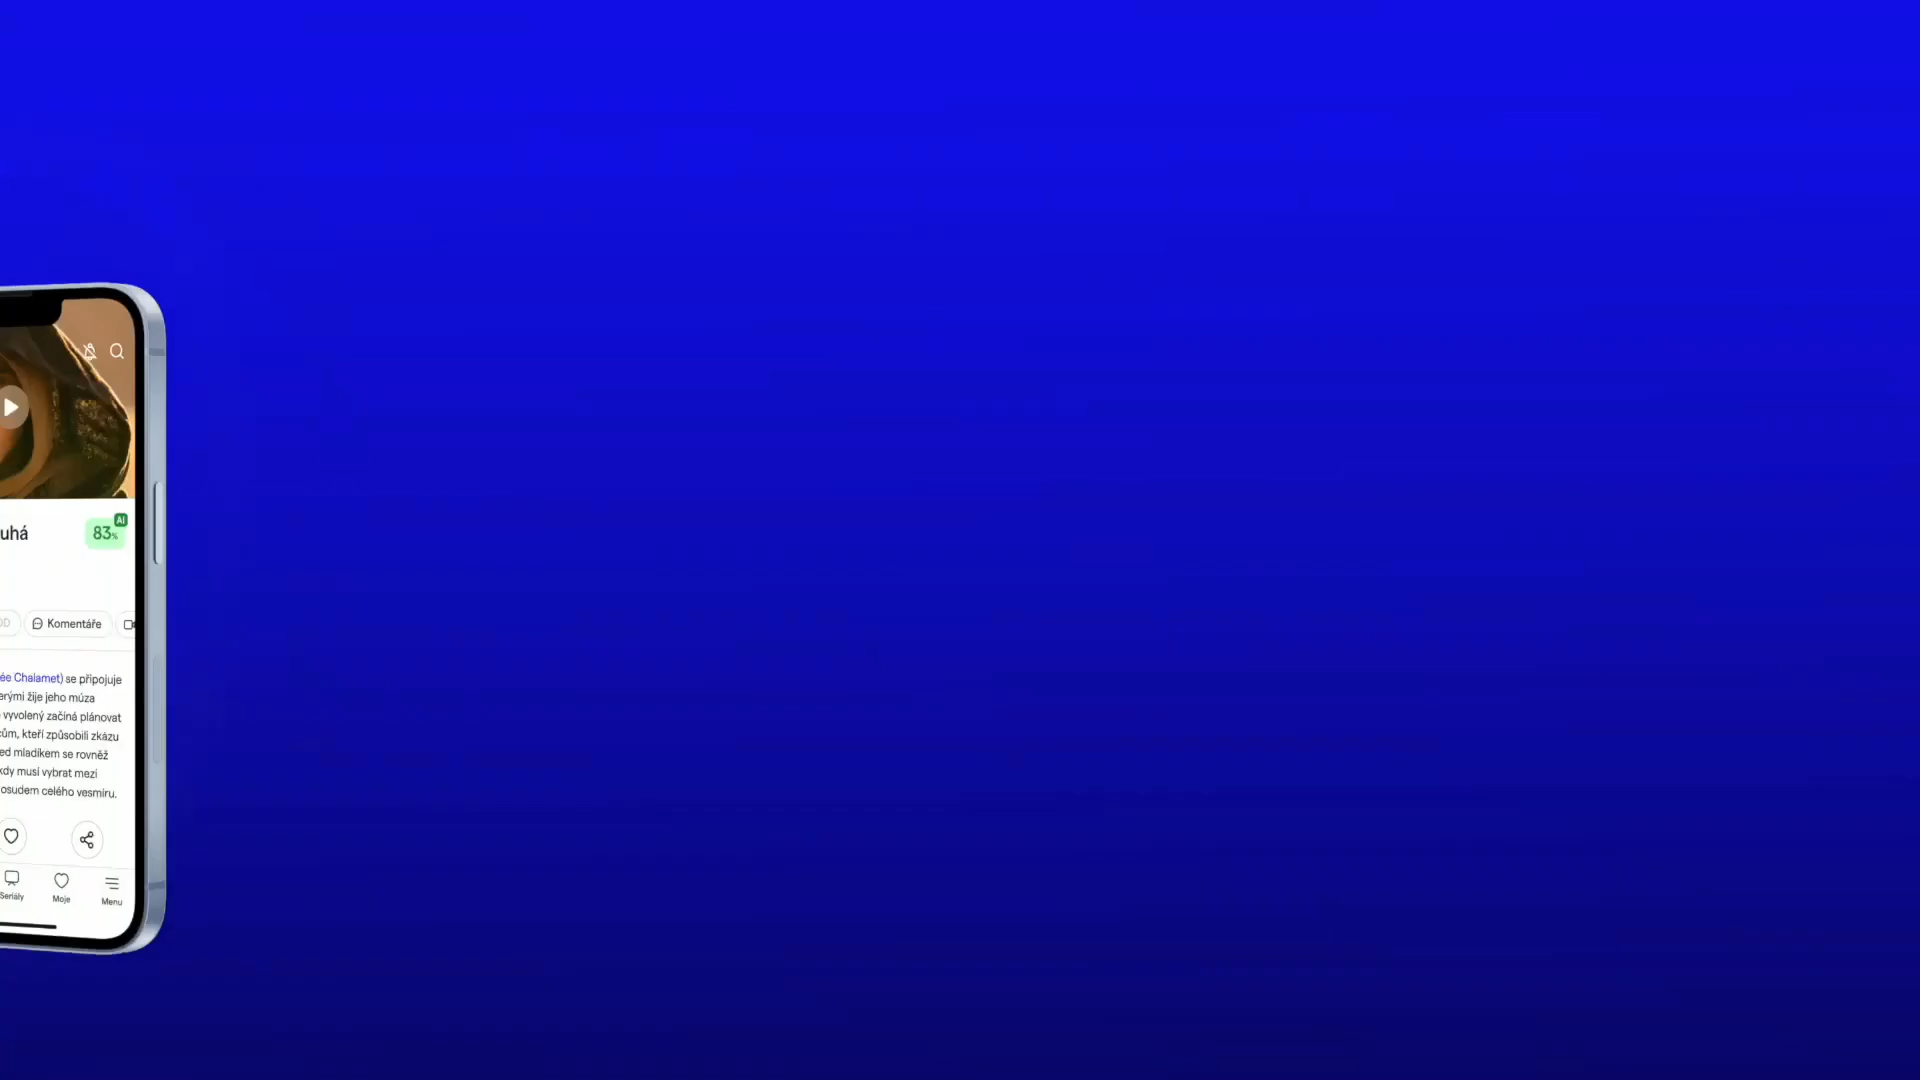 uhá
83%
AI
Komentáře
ée Chalamet) se připojuje
erými žije jeho múza
vyvolený začíná plánovat
cům, kteří způsobili zkázu
ed mladíkem se rovněž
kdy musí vybrat mezi
osudem celého vesmíru.
Seriály
Moje
Menu